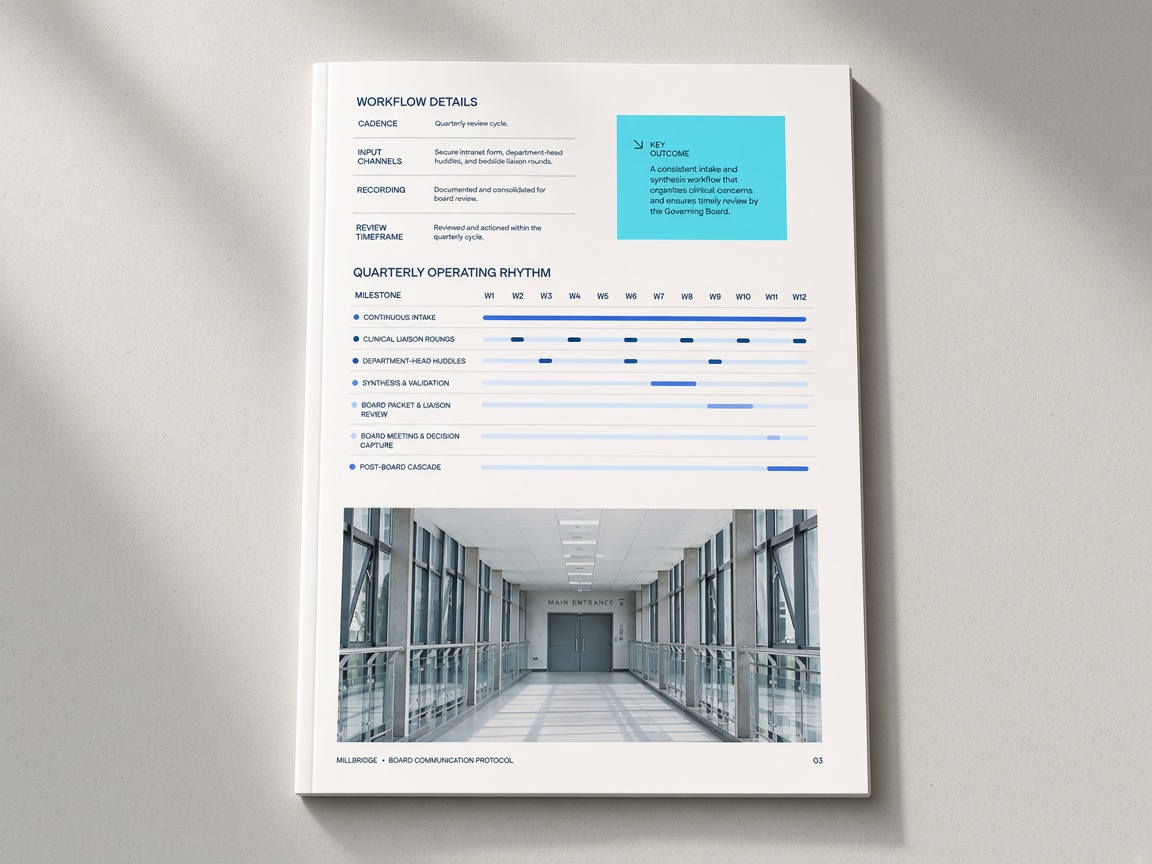 WORKFLOW DETAILS
CADENCE
Quarterly review cycle.
INPUT
CHANNELS
Secure intranet form, department-head
huddles, and bedside liaison rounds.
RECORDING
Documented and consolidated for
board review.
REVIEW
TIMEFRAME
Reviewed and actioned within the
quarterly cycle.
KEY
OUTCOME
A consistent intake and
synthesis workflow that
organizes clinical concerns
and ensures timely review by
the Governing Board.
QUARTERLY OPERATING RHYTHM
MILESTONE W1 W2 W3 W4 W5 W6 W7 W8 W9 W10 W11 W12
CONTINUOUS INTAKE
CLINICAL LIAISON ROUNDS
DEPARTMENT-HEAD HUDDLES
SYNTHESIS & VALIDATION
BOARD PACKET & LIAISON
REVIEW
BOARD MEETING & DECISION
CAPTURE
POST-BOARD CASCADE
MAIN ENTRANCE
MILLBRIDGE • BOARD COMMUNICATION PROTOCOL
03